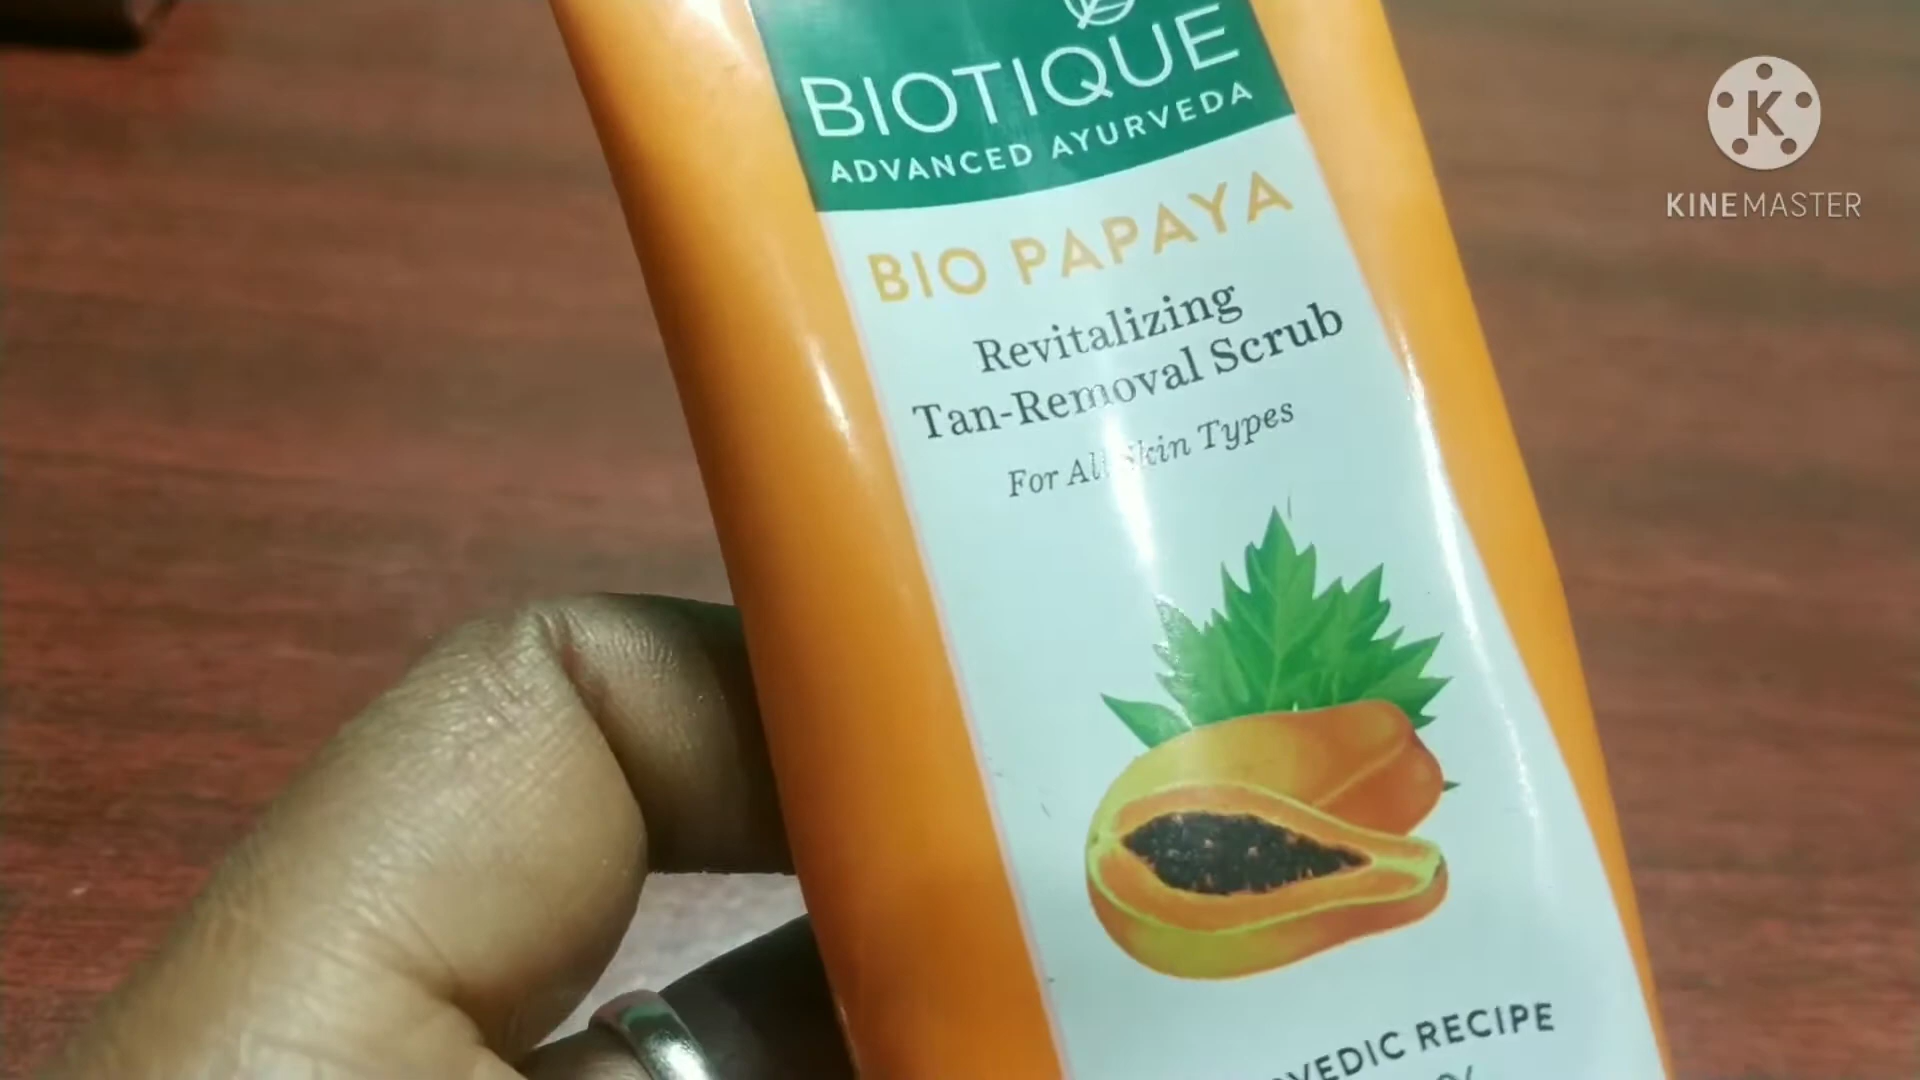 BIOTIQUE
ADVANCED AYURVEDA
BIO PAPAYA
Revitalizing
Tan-Removal Scrub
For All Skin Types
RECIPE
K
KINEMASTER